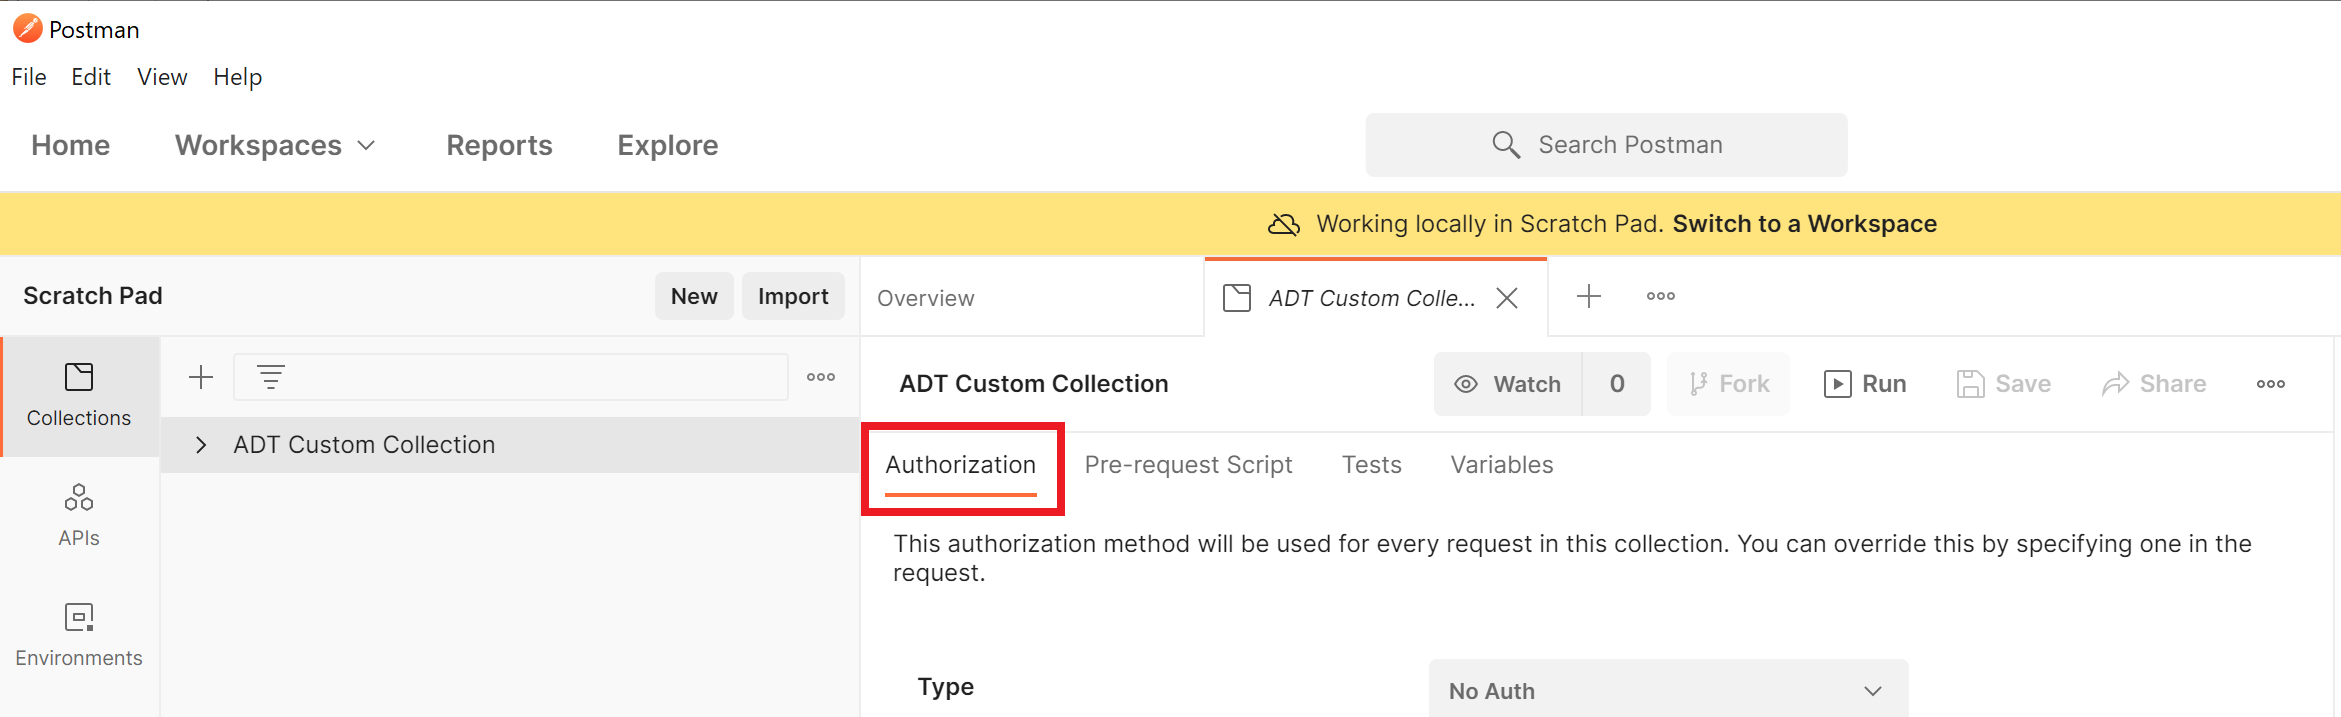 Postman
File Edit View Help
Home Workspaces Reports Explore Search Postman
Working locally in Scratch Pad. Switch to a Workspace
Scratch Pad New Import
Overview ADT Custom Colle...
Collections
APIs
Environments
ADT Custom Collection
ADT Custom Collection Watch 0 Fork Run Save Share
Authorization Pre-request Script Tests Variables
This authorization method will be used for every request in this collection. You can override this by specifying one in the
request.
Type No Auth